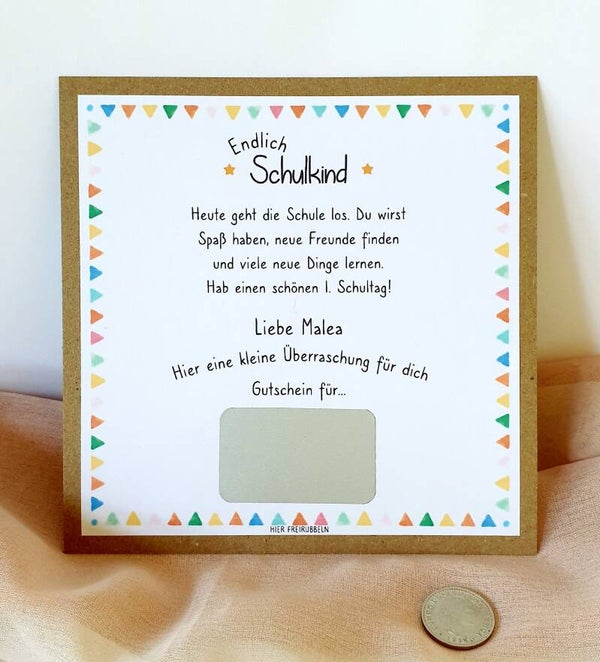 Endlich
Schulkind
Heute geht die Schule los. Du wirst
Spaß haben, neue Freunde finden
und viele neue Dinge lernen.
Hab einen schönen 1. Schultag!
Liebe Malea
Hier eine kleine Überraschung für dich
Gutschein für...
HIER FREIRUBBELN